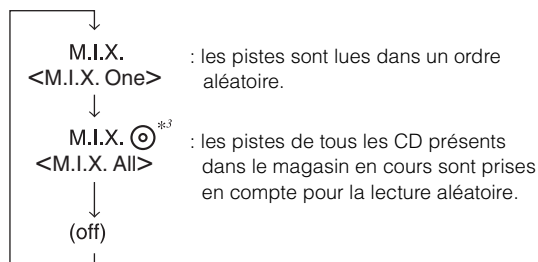 M.I.X.
<M.I.X. One>
: les pistes sont lues dans un ordre
aléatoire.
M.I.X. *3
<M.I.X. All>
: les pistes de tous les CD présents
dans le magasin en cours sont prises
en compte pour la lecture aléatoire.
(off)